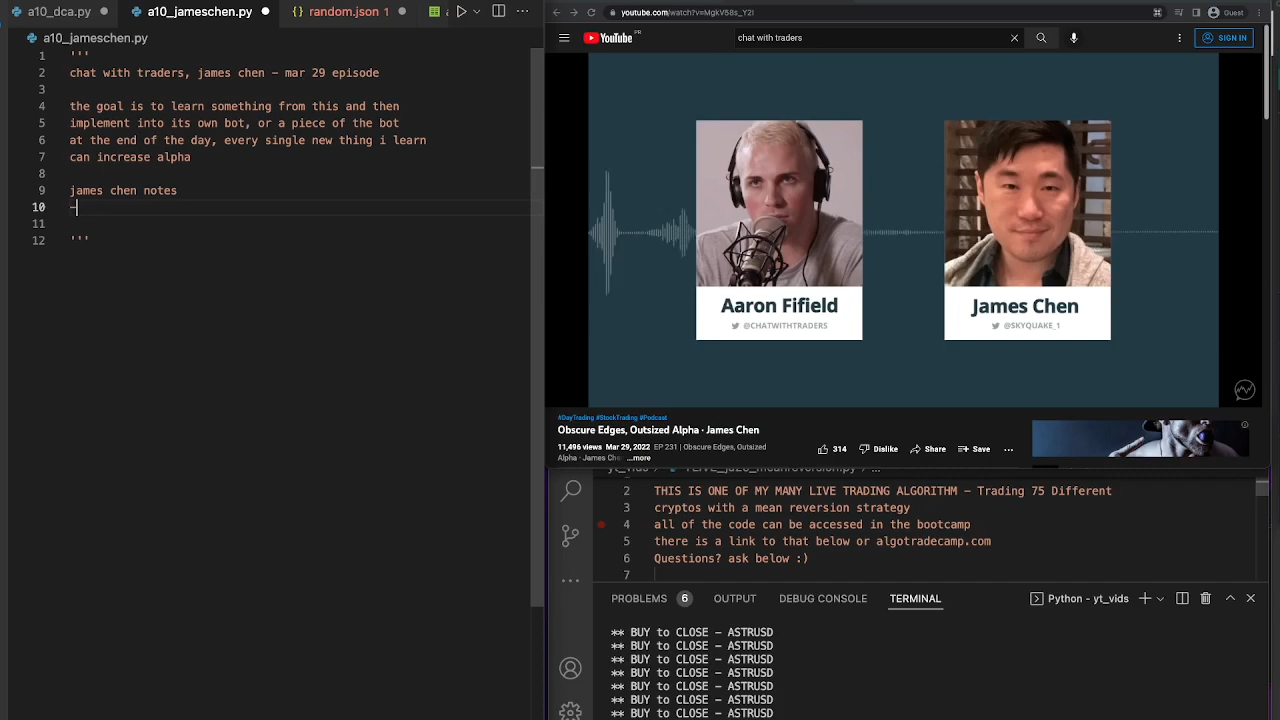 a10_dca.py
a10_jameschen.py
random.json 1
a10_jameschen.py
1 '''
2 chat with traders, james chen - mar 29 episode
3
4 the goal is to learn something from this and then
5 implement into its own bot, or a piece of the bot
6 at the end of the day, every single new thing i learn
7 can increase alpha
8
9 james chen notes
10 -
11
12 '''
youtube.com/watch?v=MgkV58s_Y2I
Guest
YouTube PR
chat with traders
SIGN IN
Aaron Fifield
@CHATWITHTRADERS
James Chen
@SKYQUAKE_1
#DayTrading #StockTrading #Podcast
Obscure Edges, Outsized Alpha · James Chen
11,496 views Mar 29, 2022 EP 231 | Obscure Edges, Outsized
Alpha · James Che ...more
314
Dislike
Share
Save
2 THIS IS ONE OF MY MANY LIVE TRADING ALGORITHM - Trading 75 Different
3 cryptos with a mean reversion strategy
4 all of the code can be accessed in the bootcamp
5 there is a link to that below or algotradecamp.com
6 Questions? ask below :)
7
PROBLEMS 6 OUTPUT DEBUG CONSOLE TERMINAL Python - yt_vids
** BUY to CLOSE - ASTRUSD
** BUY to CLOSE - ASTRUSD
** BUY to CLOSE - ASTRUSD
** BUY to CLOSE - ASTRUSD
** BUY to CLOSE - ASTRUSD
** BUY to CLOSE - ASTRUSD
** BUY to CLOSE - ASTRUSD